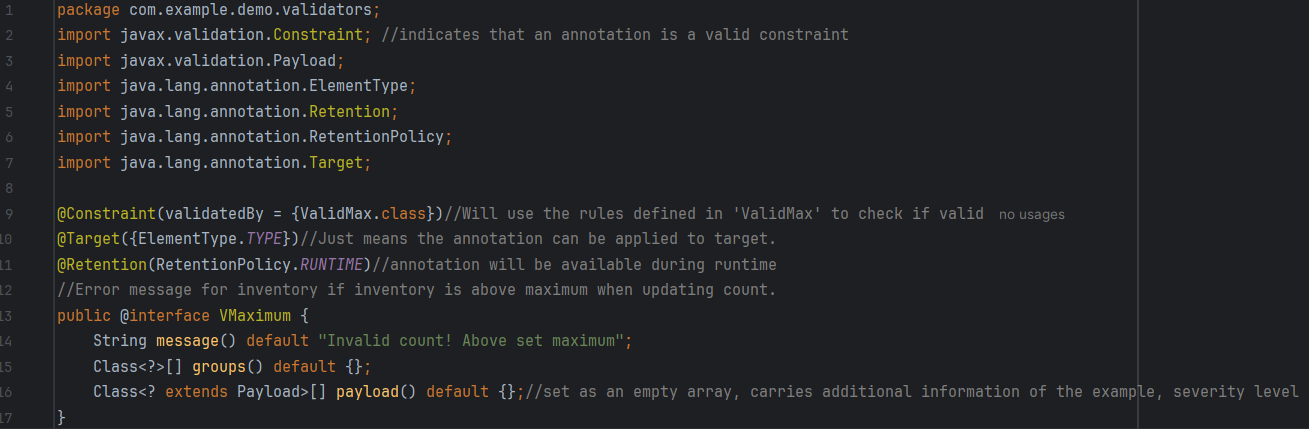 1 package com.example.demo.validators;
2 import javax.validation.Constraint; //indicates that an annotation is a valid constraint
3 import javax.validation.Payload;
4 import java.lang.annotation.ElementType;
5 import java.lang.annotation.Retention;
6 import java.lang.annotation.RetentionPolicy;
7 import java.lang.annotation.Target;
8
9 @Constraint(validatedBy = {ValidMax.class})//Will use the rules defined in 'ValidMax' to check if valid no usages
10 @Target({ElementType.TYPE})//Just means the annotation can be applied to target.
11 @Retention(RetentionPolicy.RUNTIME)//annotation will be available during runtime
12 //Error message for inventory if inventory is above maximum when updating count.
13 public @interface VMaximum {
14 String message() default "Invalid count! Above set maximum";
15 Class<?>[] groups() default {};
16 Class<? extends Payload>[] payload() default {};//set as an empty array, carries additional information of the example, severity level
17 }